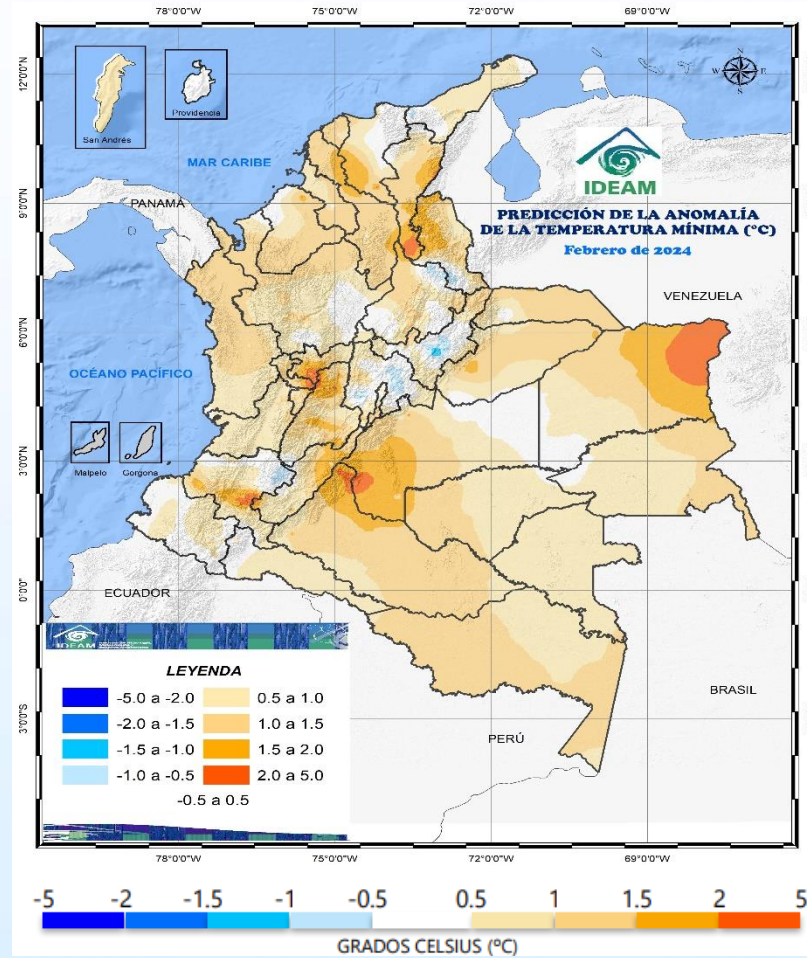 78°0'0"W 75°0'0"W 72°0'0"W 69°0'0"W
12°0'0"N
9°0'0"N
6°0'0"N
3°0'0"N
0°0'0"
3°0'0"S
San Andrés
Providencia
N
W E
S
MAR CARIBE
IDEAM
PANAMÁ
PREDICCIÓN DE LA ANOMALÍA
DE LA TEMPERATURA MÍNIMA (°C)
Febrero de 2024
VENEZUELA
OCÉANO PACÍFICO
Malpelo
Gorgona
ECUADOR
IDEAM
LEYENDA
-5.0 a -2.0 0.5 a 1.0
-2.0 a -1.5 1.0 a 1.5
-1.5 a -1.0 1.5 a 2.0
-1.0 a -0.5 2.0 a 5.0
-0.5 a 0.5
BRASIL
PERÚ
78°0'0"W 75°0'0"W 72°0'0"W 69°0'0"W
-5 -2 -1.5 -1 -0.5 0.5 1 1.5 2 5
GRADOS CELSIUS (°C)